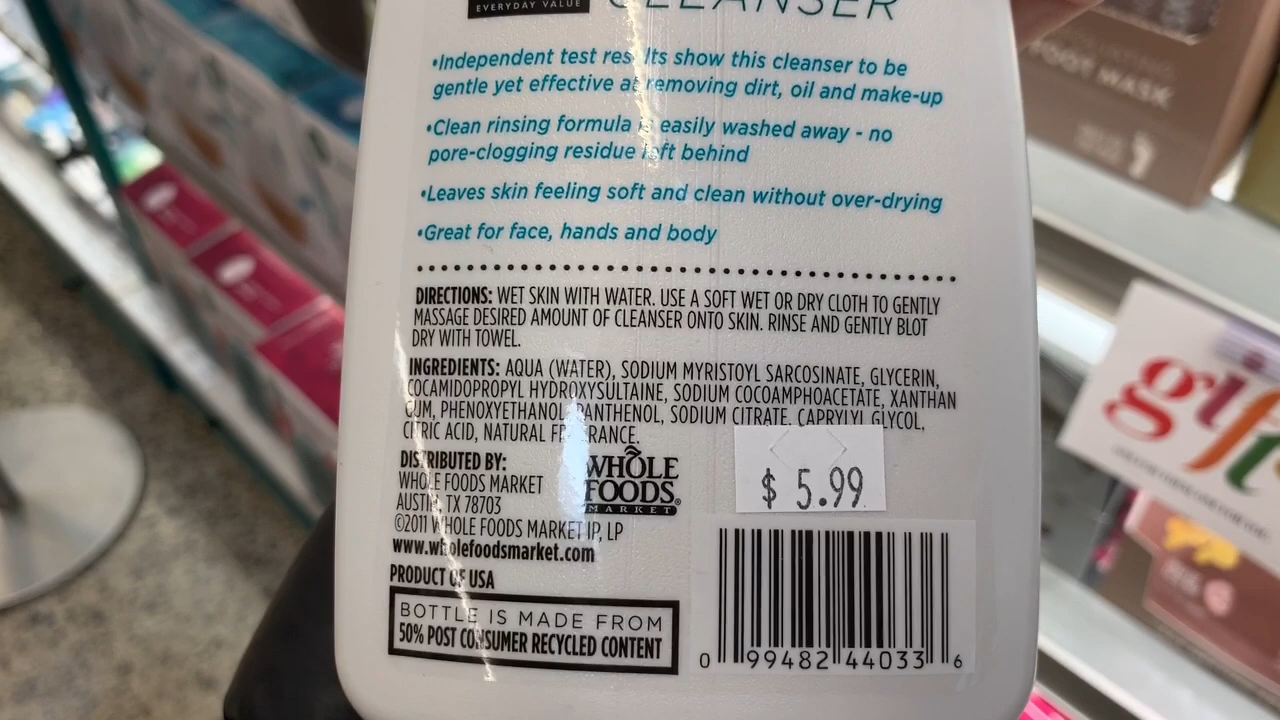 EVERYDAY VALUE
CLEANSER
•Independent test results show this cleanser to be
gentle yet effective at removing dirt, oil and make-up
•Clean rinsing formula is easily washed away - no
pore-clogging residue left behind
•Leaves skin feeling soft and clean without over-drying
•Great for face, hands and body
DIRECTIONS: WET SKIN WITH WATER. USE A SOFT WET OR DRY CLOTH TO GENTLY
MASSAGE DESIRED AMOUNT OF CLEANSER ONTO SKIN. RINSE AND GENTLY BLOT
DRY WITH TOWEL.
INGREDIENTS: AQUA (WATER), SODIUM MYRISTOYL SARCOSINATE, GLYCERIN,
COCAMIDOPROPYL HYDROXYSULTAINE, SODIUM COCOAMPHOACETATE, XANTHAN
GUM, PHENOXYETHANOL, PANTHENOL, SODIUM CITRATE, CAPRYLYL GLYCOL,
CITRIC ACID, NATURAL FRAGRANCE.
DISTRIBUTED BY:
WHOLE FOODS MARKET
AUSTIN, TX 78703
©2011 WHOLE FOODS MARKET IP, LP
www.wholefoodsmarket.com
PRODUCT OF USA
BOTTLE IS MADE FROM
50% POST CONSUMER RECYCLED CONTENT
WHOLE
FOODS®
MARKET
$ 5.99
0 99482 44033 6
FOOT MASK
gift